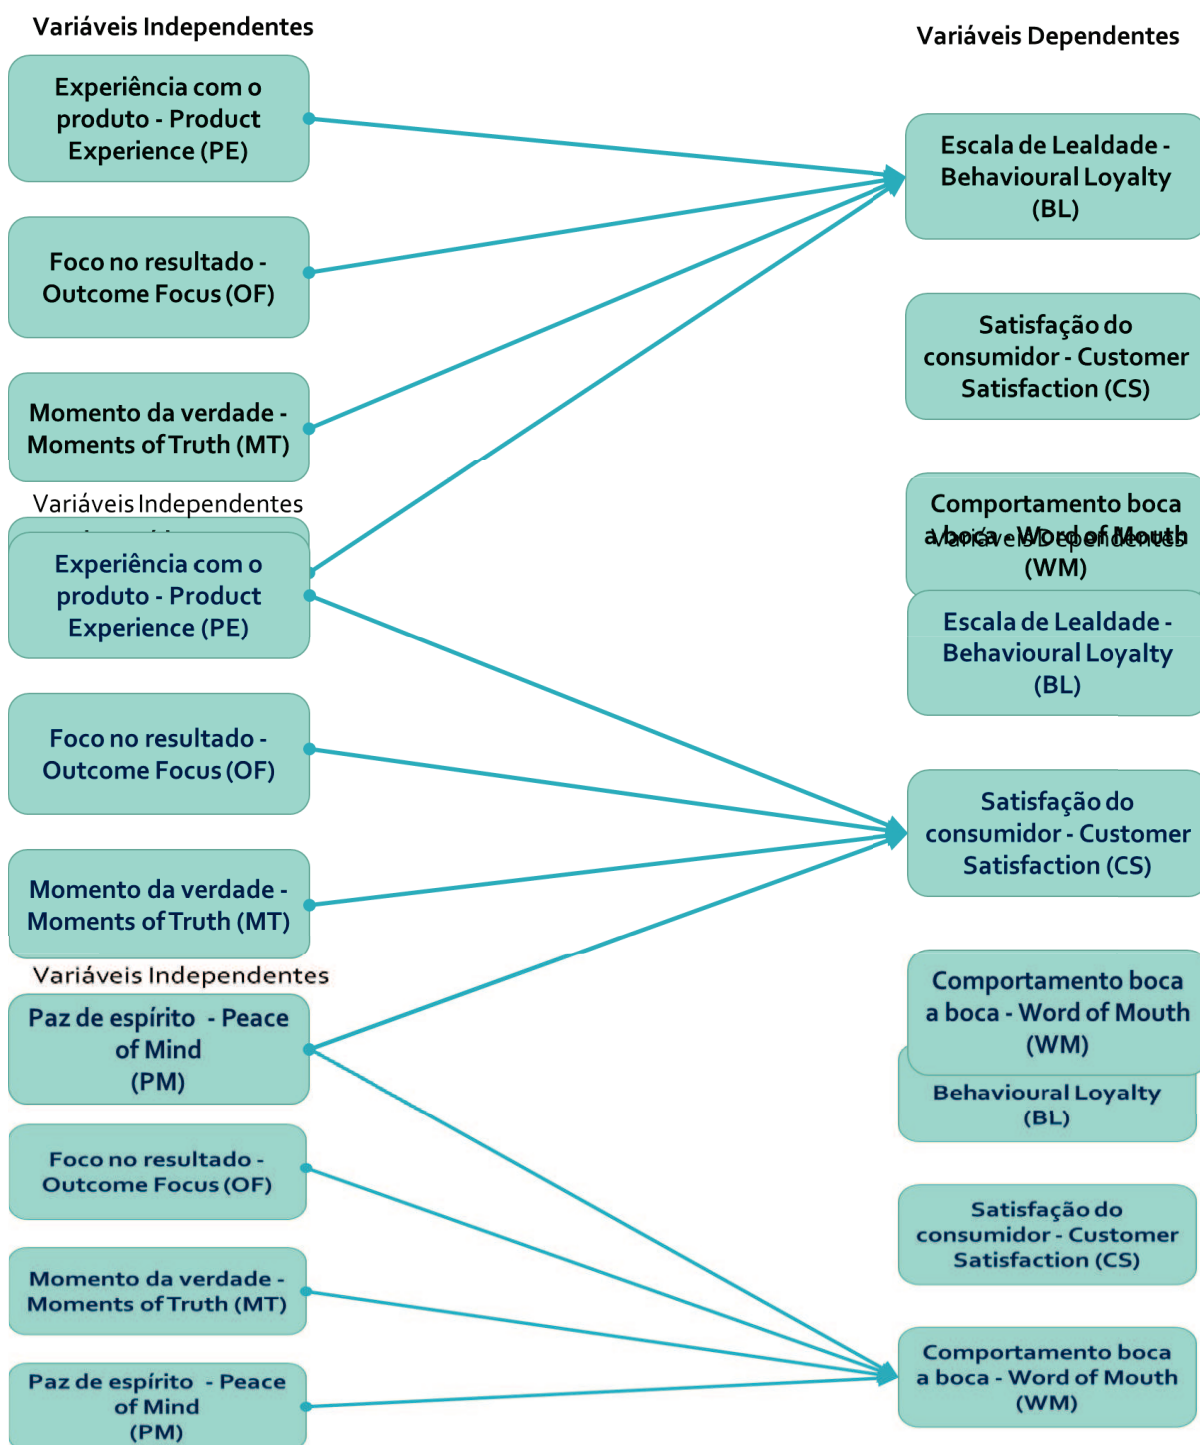 Variáveis Independentes
Variáveis Dependentes
Experiência com o
produto - Product
Experience (PE)
Escala de Lealdade -
Behavioural Loyalty
(BL)
Foco no resultado -
Outcome Focus (OF)
Satisfação do
consumidor - Customer
Satisfaction (CS)
Momento da verdade -
Moments of Truth (MT)
Variáveis Independentes
Comportamento boca
a boca - Word of Mouth
(WM)
Variáveis Dependentes
Experiência com o
produto - Product
Experience (PE)
Escala de Lealdade -
Behavioural Loyalty
(BL)
Foco no resultado -
Outcome Focus (OF)
Satisfação do
consumidor - Customer
Satisfaction (CS)
Momento da verdade -
Moments of Truth (MT)
Variáveis Independentes
Comportamento boca
a boca - Word of Mouth
(WM)
Paz de espírito - Peace
of Mind
(PM)
Behavioural Loyalty
(BL)
Foco no resultado -
Outcome Focus (OF)
Satisfação do
consumidor - Customer
Satisfaction (CS)
Momento da verdade -
Moments of Truth (MT)
Comportamento boca
a boca - Word of Mouth
(WM)
Paz de espírito - Peace
of Mind
(PM)